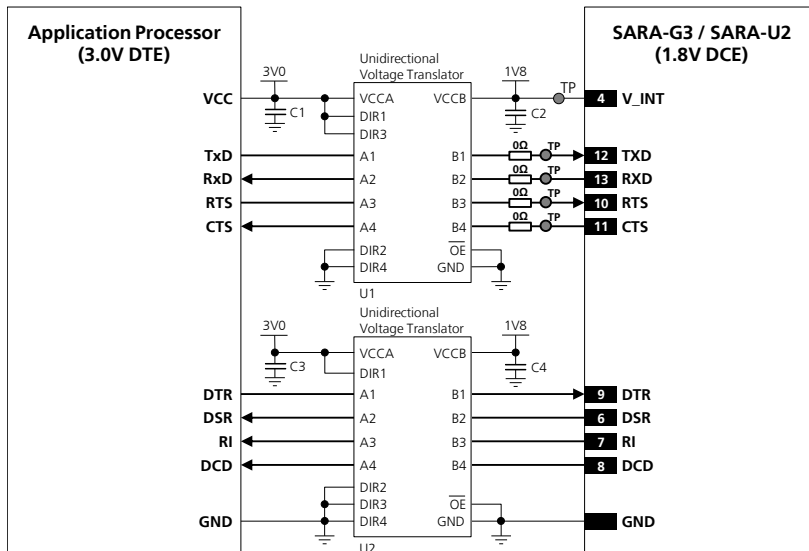 Application Processor
(3.0V DTE)
SARA-G3 / SARA-U2
(1.8V DCE)
Unidirectional
Voltage Translator
3V0
1V8
TP
VCC
VCCA
VCCB
4
V_INT
C1
DIR1
C2
DIR3
0Ω
TP
TxD
A1
B1
12
TXD
0Ω
TP
RxD
A2
B2
13
RXD
0Ω
TP
RTS
A3
B3
10
RTS
0Ω
TP
CTS
A4
B4
11
CTS
DIR2
OE
DIR4
GND
U1
Unidirectional
Voltage Translator
3V0
1V8
VCCA
VCCB
C3
DIR1
C4
DTR
A1
B1
9
DTR
DSR
A2
B2
6
DSR
RI
A3
B3
7
RI
DCD
A4
B4
8
DCD
DIR2
DIR3
OE
GND
DIR4
GND
GND
U2